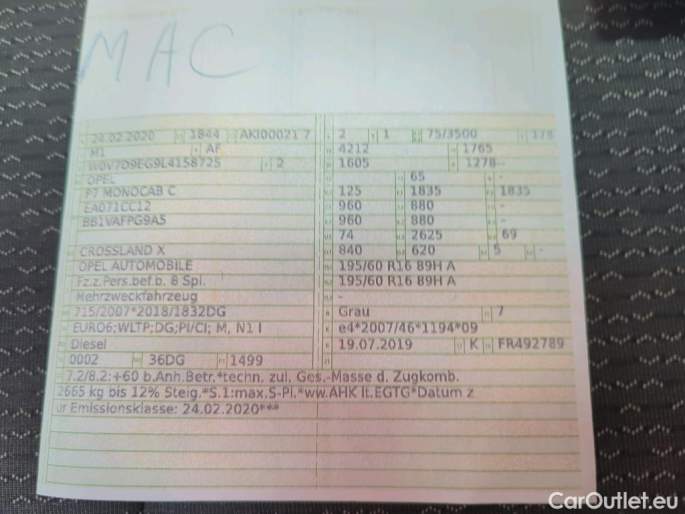 MAC
24.02.2020 1844 AKI00021 7 2 1 75/3500 178
M1 AF 4212 1765
W0V7D9EG9L4158725 2 1605 1278-
OPEL - 65 -
P7 MONOCAB C 125 1835 1835
EA071CC12 960 880 -
BB1VAFPG9A5 960 880 -
74 2625 69
CROSSLAND X 840 620 5 -
OPEL AUTOMOBILE 195/60 R16 89H A
Fz.z.Pers.bef.b. 8 Spl. 195/60 R16 89H A
Mehrzweckfahrzeug -
715/2007*2018/1832DG Grau 7
EURO6;WLTP;DG;PI/CI; M, N1 I e4*2007/46*1194*09
Diesel 19.07.2019 K FR492789
0002 36DG 1499
7.2/8.2:+60 b.Anh.Betr.*techn. zul. Ges.-Masse d. Zugkomb.
2665 kg bis 12% Steig.*S.1:max.S-Pl.*ww.AHK lt.EGTG*Datum z
ur Emissionsklasse: 24.02.2020***
CarOutlet.eu